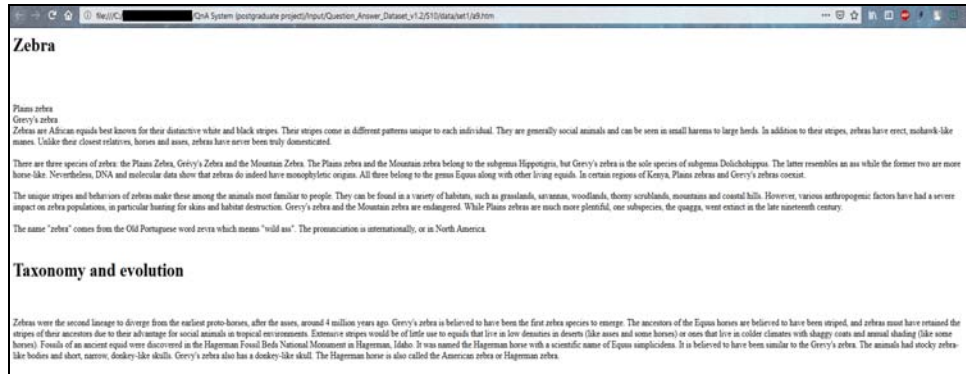 file:///C:/ QnA System (postgraduate project)/Input/Question_Answer_Dataset_v1.2/S10/data/set1/a9.htm
Zebra
Plains zebra
Grevy's zebra
Zebras are African equids best known for their distinctive white and black stripes. Their stripes come in different patterns unique to each individual. They are generally social animals and can be seen in small harems to large herds. In addition to their stripes, zebras have erect, mohawk-like
manes. Unlike their closest relatives, horses and asses, zebras have never been truly domesticated.
There are three species of zebra: the Plains Zebra, Grévy's Zebra and the Mountain Zebra. The Plains zebra and the Mountain zebra belong to the subgenus Hippotigris, but Grevy's zebra is the sole species of subgenus Dolichohippus. The latter resembles an ass while the former two are more
horse-like. Nevertheless, DNA and molecular data show that zebras do indeed have monophyletic origins. All three belong to the genus Equus along with other living equids. In certain regions of Kenya, Plains zebras and Grevy's zebras coexist.
The unique stripes and behaviors of zebras make these among the animals most familiar to people. They can be found in a variety of habitats, such as grasslands, savannas, woodlands, thorny scrublands, mountains and coastal hills. However, various anthropogenic factors have had a severe
impact on zebra populations, in particular hunting for skins and habitat destruction. Grevy's zebra and the Mountain zebra are endangered. While Plains zebras are much more plentiful, one subspecies, the quagga, went extinct in the late nineteenth century.
The name "zebra" comes from the Old Portuguese word zevra which means "wild ass". The pronunciation is internationally, or in North America.
Taxonomy and evolution
Zebras were the second lineage to diverge from the earliest proto-horses, after the asses, around 4 million years ago. Grevy's zebra is believed to have been the first zebra species to emerge. The ancestors of the Equus horses are believed to have been striped, and zebras must have retained the
stripes of their ancestors due to their advantage for social animals in tropical environments. Extensive stripes would be of little use to equids that live in low densities in deserts (like asses and some horses) or ones that live in colder climates with shaggy coats and annual shading (like some
horses). Fossils of an ancient equid were discovered in the Hagerman Fossil Beds National Monument in Hagerman, Idaho. It was named the Hagerman horse with a scientific name of Equus simplicidens. It is believed to have been similar to the Grevy's zebra. The animals had stocky zebra-
like bodies and short, narrow, donkey-like skulls. Grevy's zebra also has a donkey-like skull. The Hagerman horse is also called the American zebra or Hagerman zebra.